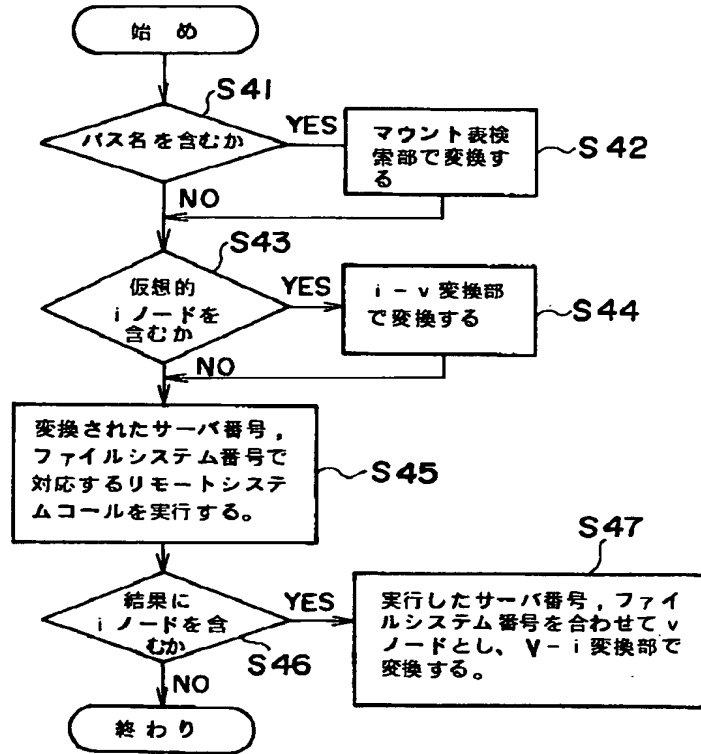 始め
S41
パス名を含むか
YES
マウント表検
索部で変換す
る
S42
NO
S43
仮想的
iノードを
含むか
YES
i-v変換部
で変換する
S44
NO
変換されたサーバ番号,
ファイルシステム番号で
対応するリモートシステ
ムコールを実行する。
S45
S47
結果に
iノードを含
むか
YES
S46
実行したサーバ番号,ファイ
ルシステム番号を合わせてv
ノードとし、V-i変換部で
変換する。
NO
終わり